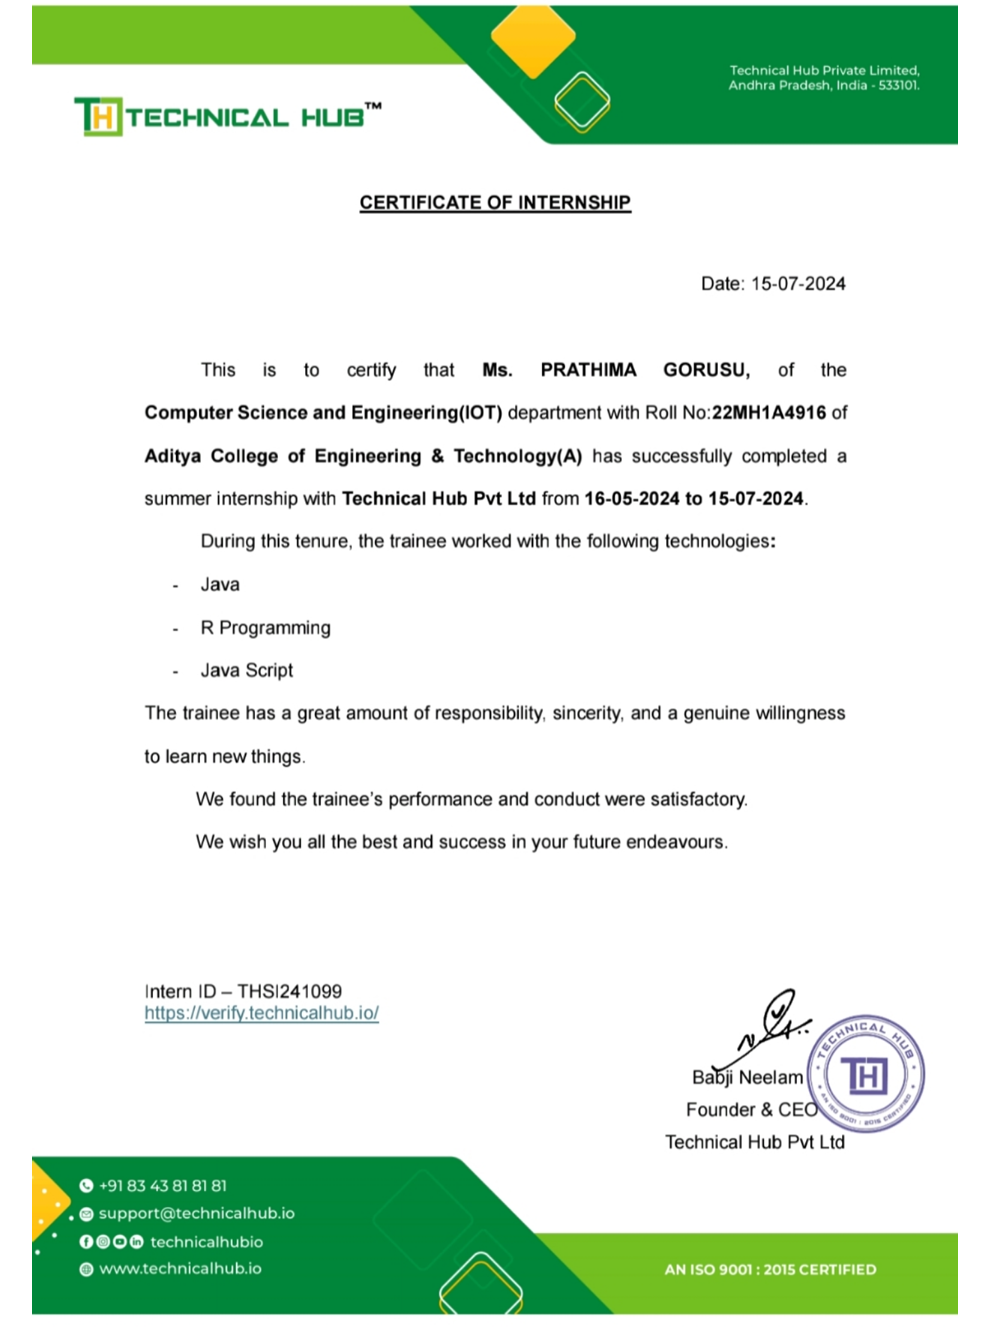 Technical Hub Private Limited,
Andhra Pradesh, India - 533101.
TH TECHNICAL HUB™
CERTIFICATE OF INTERNSHIP
Date: 15-07-2024
This is to certify that Ms. PRATHIMA GORUSU, of the
Computer Science and Engineering(IOT) department with Roll No:22MH1A4916 of
Aditya College of Engineering & Technology(A) has successfully completed a
summer internship with Technical Hub Pvt Ltd from 16-05-2024 to 15-07-2024.
During this tenure, the trainee worked with the following technologies:
- Java
- R Programming
- Java Script
The trainee has a great amount of responsibility, sincerity, and a genuine willingness
to learn new things.
We found the trainee's performance and conduct were satisfactory.
We wish you all the best and success in your future endeavours.
Intern ID – THSI241099
https://verify.technicalhub.io/
TECHNICAL HUB
TH
AN ISO 9001 : 2015 CERTIFIED
Babji Neelam
Founder & CEO
Technical Hub Pvt Ltd
+91 83 43 81 81 81
support@technicalhub.io
technicalhubio
www.technicalhub.io
AN ISO 9001 : 2015 CERTIFIED